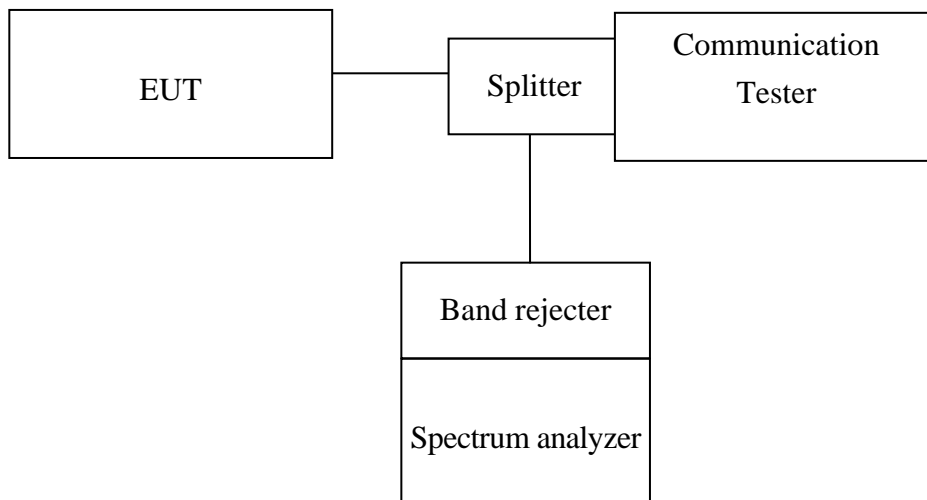 EUT
Splitter
Communication
Tester
Band rejecter
Spectrum analyzer